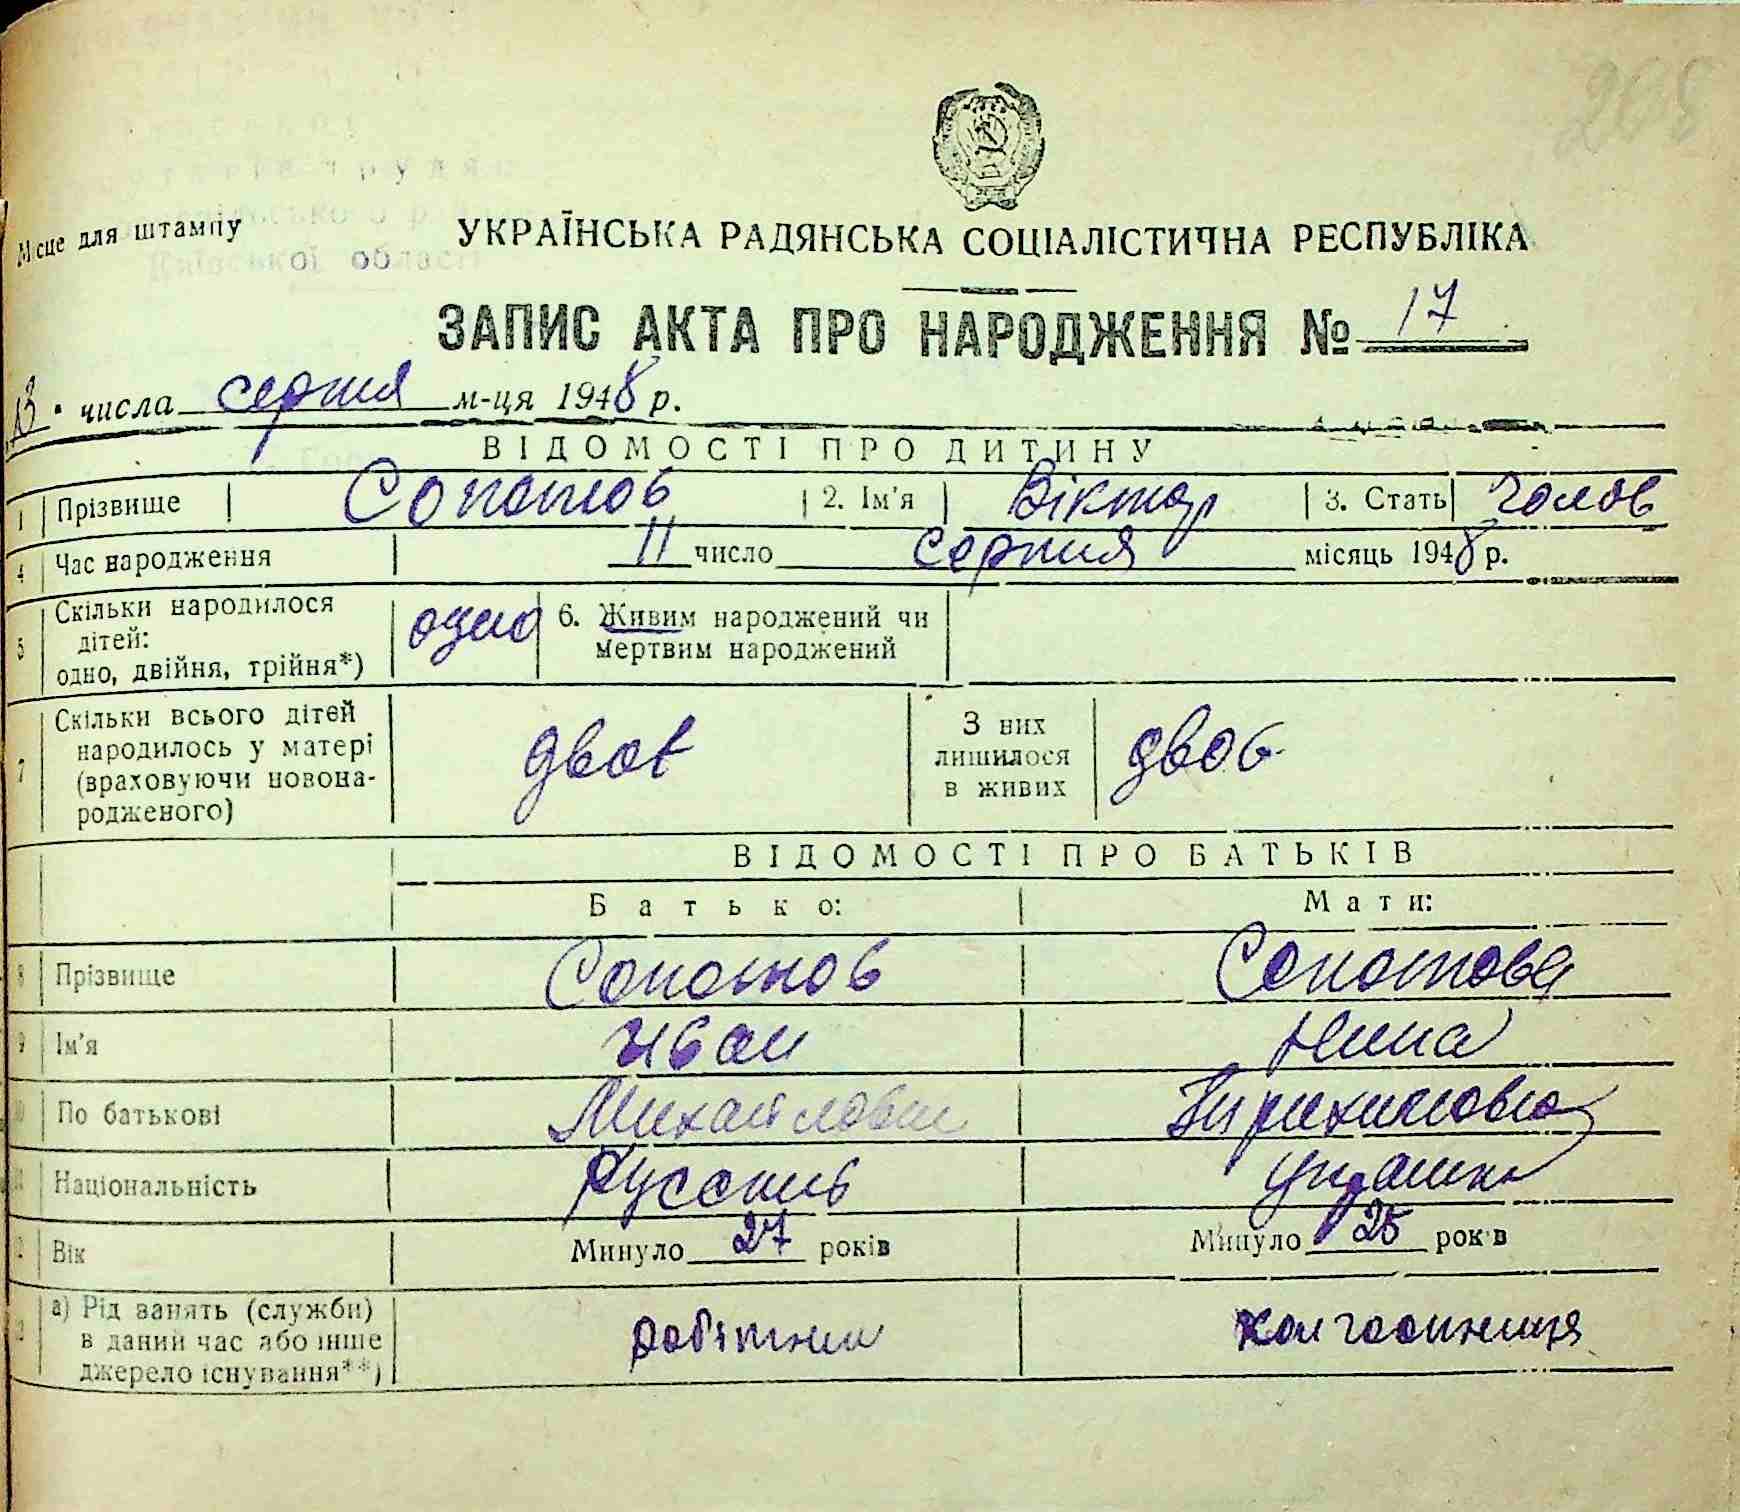 268
Місце для штампу
УКРАЇНСЬКА РАДЯНСЬКА СОЦІАЛІСТИЧНА РЕСПУБЛІКА
ЗАПИС АКТА ПРО НАРОДЖЕННЯ № 17
13 числа серпня м-ця 1948 р.
ВІДОМОСТІ ПРО ДИТИНУ
1 Прізвище Сопотов 2. Ім'я Віктор 3. Стать Чолов
4 Час народження 11 число серпня місяць 1948 р.
5 Скільки народилося дітей: одно, двійня, трійня*) одно 6. Живим народжений чи мертвим народжений
7 Скільки всього дітей народилось у матері (враховуючи новонародженого) двоє З них лишилося в живих двоє
ВІДОМОСТІ ПРО БАТЬКІВ
Батько: Мати:
8 Прізвище Сопотов Сопотова
9 Ім'я Иван Нина
10 По батькові Михайлович
11 Національність Русский українка
12 Вік Минуло 27 років Минуло 25 років
13 а) Рід занять (служби) в даний час або інше джерело існування**) робітник колгоспниця